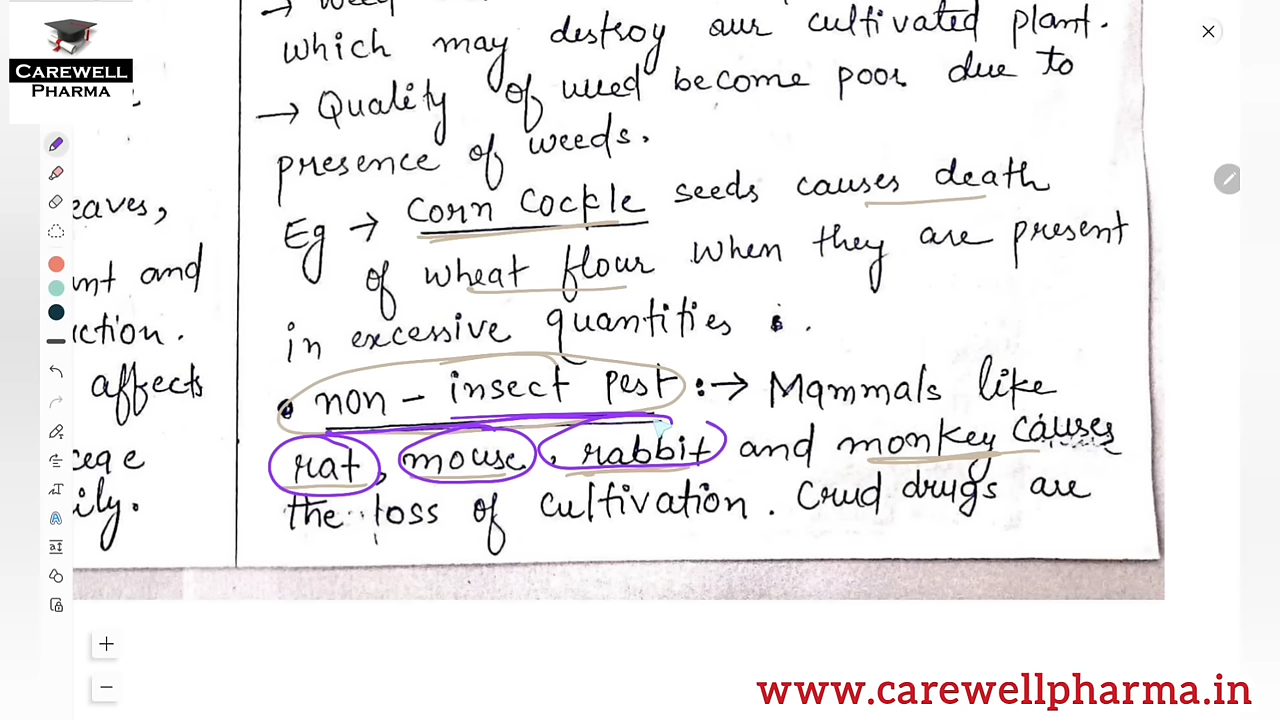 CAREWELL
PHARMA
→ Weed
which may destroy our cultivated plant.
→ Quality of weed become poor due to
presence of weeds.
Eg → Corn Cockle seeds causes death
of wheat flour when they are present
in excessive quantities .
• non - insect pest :→ Mammals like
rat, mouse, rabbit and monkey causes
the loss of cultivation. Crud drugs are
eaves,
and
uction.
affects
ily.
www.carewellpharma.in